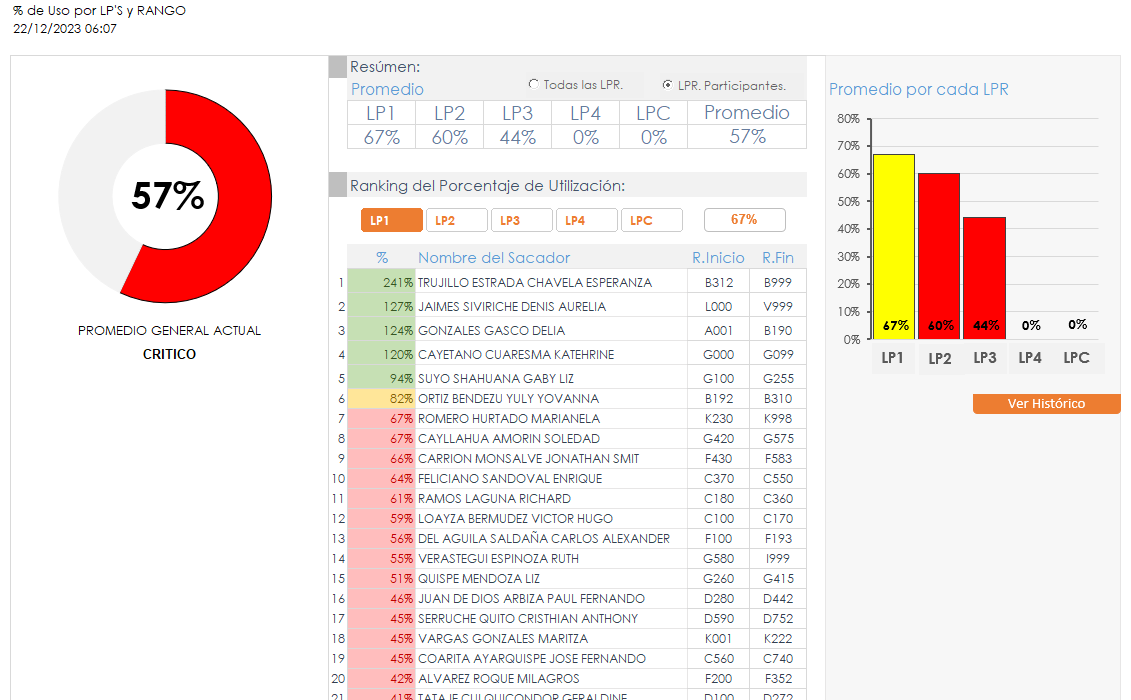 % de Uso por LP'S y RANGO
22/12/2023 06:07
57%
PROMEDIO GENERAL ACTUAL
CRITICO
Resúmen:
Promedio
Todas las LPR.
LPR. Participantes.
LP1 LP2 LP3 LP4 LPC Promedio
67% 60% 44% 0% 0% 57%
Ranking del Porcentaje de Utilización:
LP1 LP2 LP3 LP4 LPC 67%
% Nombre del Sacador R.Inicio R.Fin
1 241% TRUJILLO ESTRADA CHAVELA ESPERANZA B312 B999
2 127% JAIMES SIVIRICHE DENIS AURELIA L000 V999
3 124% GONZALES GASCO DELIA A001 B190
4 120% CAYETANO CUARESMA KATEHRINE G000 G099
5 94% SUYO SHAHUANA GABY LIZ G100 G255
6 82% ORTIZ BENDEZU YULY YOVANNA B192 B310
7 67% ROMERO HURTADO MARIANELA K230 K998
8 67% CAYLLAHUA AMORIN SOLEDAD G420 G575
9 66% CARRION MONSALVE JONATHAN SMIT F430 F583
10 64% FELICIANO SANDOVAL ENRIQUE C370 C550
11 61% RAMOS LAGUNA RICHARD C180 C360
12 59% LOAYZA BERMUDEZ VICTOR HUGO C100 C170
13 56% DEL AGUILA SALDAÑA CARLOS ALEXANDER F100 F193
14 55% VERASTEGUI ESPINOZA RUTH G580 I999
15 51% QUISPE MENDOZA LIZ G260 G415
16 46% JUAN DE DIOS ARBIZA PAUL FERNANDO D280 D442
17 45% SERRUCHE QUITO CRISTHIAN ANTHONY D590 D752
18 45% VARGAS GONZALES MARITZA K001 K222
19 45% COARITA AYARQUISPE JOSE FERNANDO C560 C740
20 42% ALVAREZ ROQUE MILAGROS F200 F352
21 41% TATAJE CULQUICONDOR GERALDINE D100 D272
Promedio por cada LPR
80%
70%
60%
50%
40%
30%
20%
10%
0%
67% 60% 44% 0% 0%
LP1 LP2 LP3 LP4 LPC
Ver Histórico